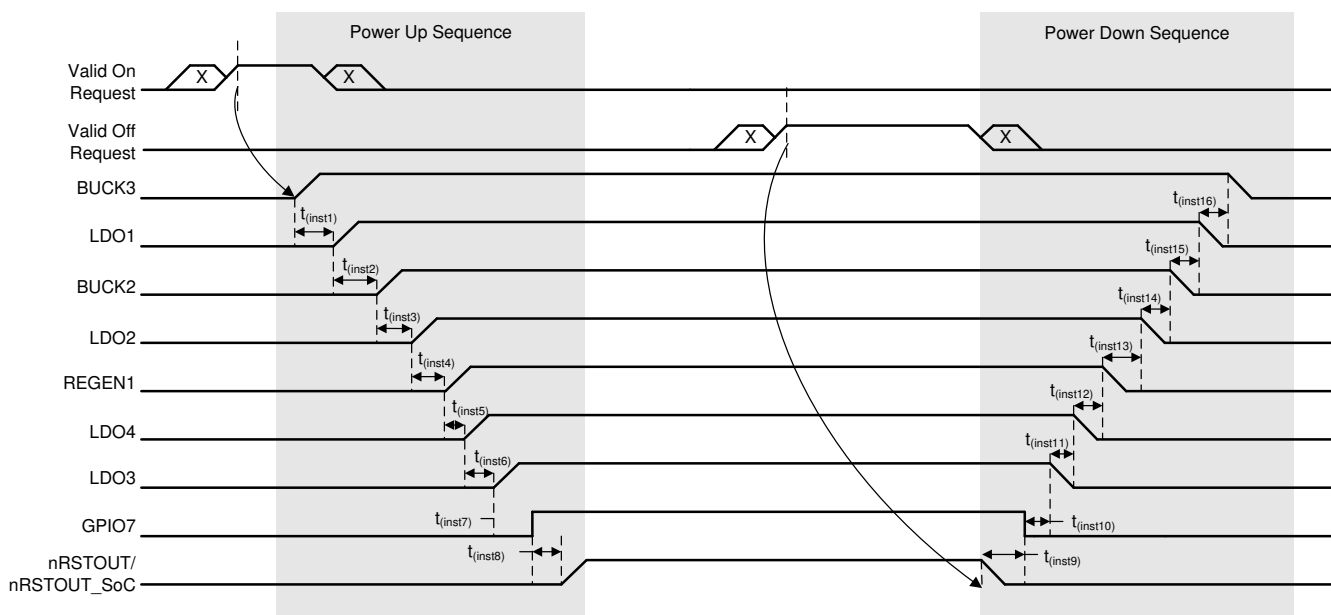 Power Up Sequence
Power Down Sequence
Valid On
Request
X
X
Valid Off
Request
X
X
BUCK3
t(inst1)
t(inst16)
LDO1
t(inst2)
t(inst15)
BUCK2
t(inst3)
t(inst14)
LDO2
t(inst4)
t(inst13)
REGEN1
t(inst5)
t(inst12)
LDO4
t(inst6)
t(inst11)
LDO3
t(inst7)
t(inst10)
GPIO7
t(inst8)
t(inst9)
nRSTOUT/
nRSTOUT_SoC